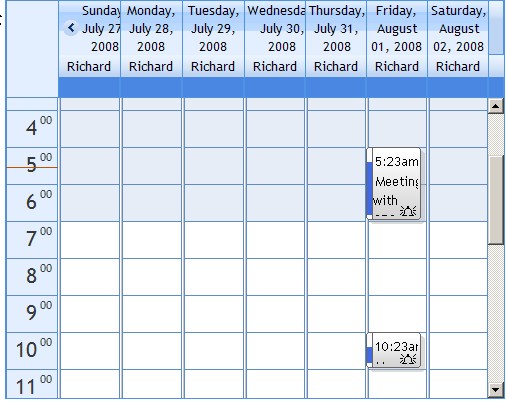 Sunday
July 27
2008
Richard
Monday,
July 28,
2008
Richard
Tuesday,
July 29,
2008
Richard
Wednesda
July 30,
2008
Richard
Thursday,
July 31,
2008
Richard
Friday,
August
01, 2008
Richard
Saturday,
August
02, 2008
Richard
4 00
5 00
5:23am
Meeting
with
6 00
7 00
8 00
9 00
10 00
10:23am
11 00